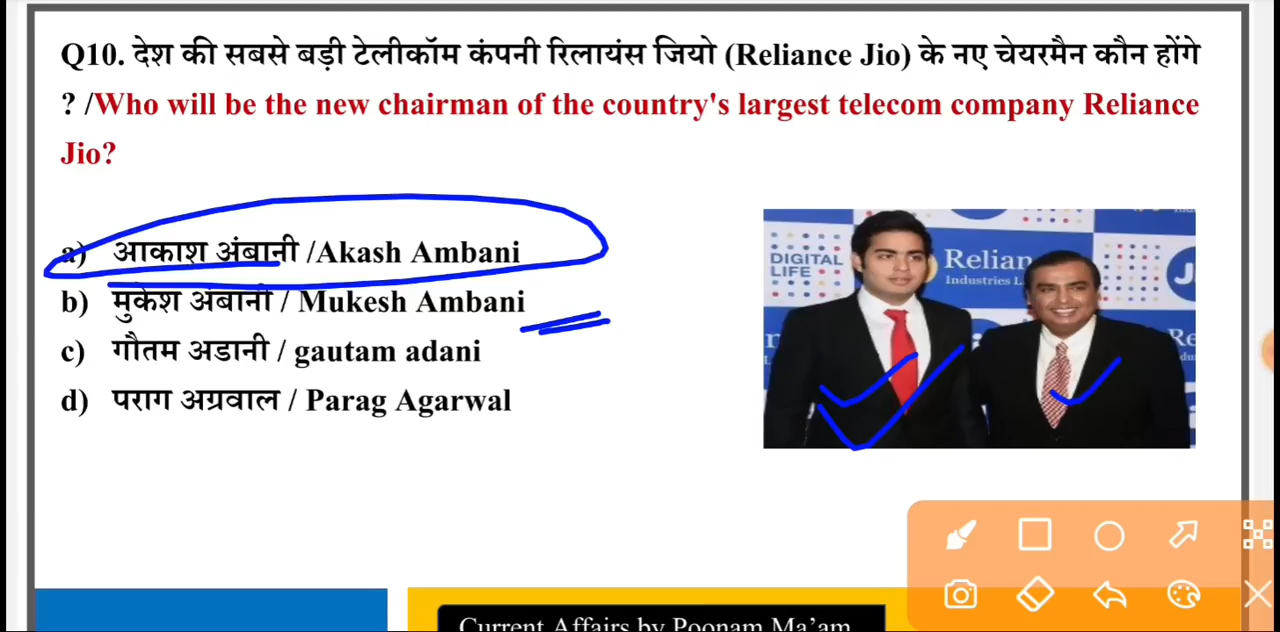 Q10. देश की सबसे बड़ी टेलीकॉम कंपनी रिलायंस जियो (Reliance Jio) के नए चेयरमैन कौन होंगे
? /Who will be the new chairman of the country's largest telecom company Reliance
Jio?
a) आकाश अंबानी /Akash Ambani
b) मुकेश अंबानी / Mukesh Ambani
c) गौतम अडानी / gautam adani
d) पराग अग्रवाल / Parag Agarwal
DIGITAL
LIFE
Relian
Industries L
Current Affairs by Poonam Ma’am